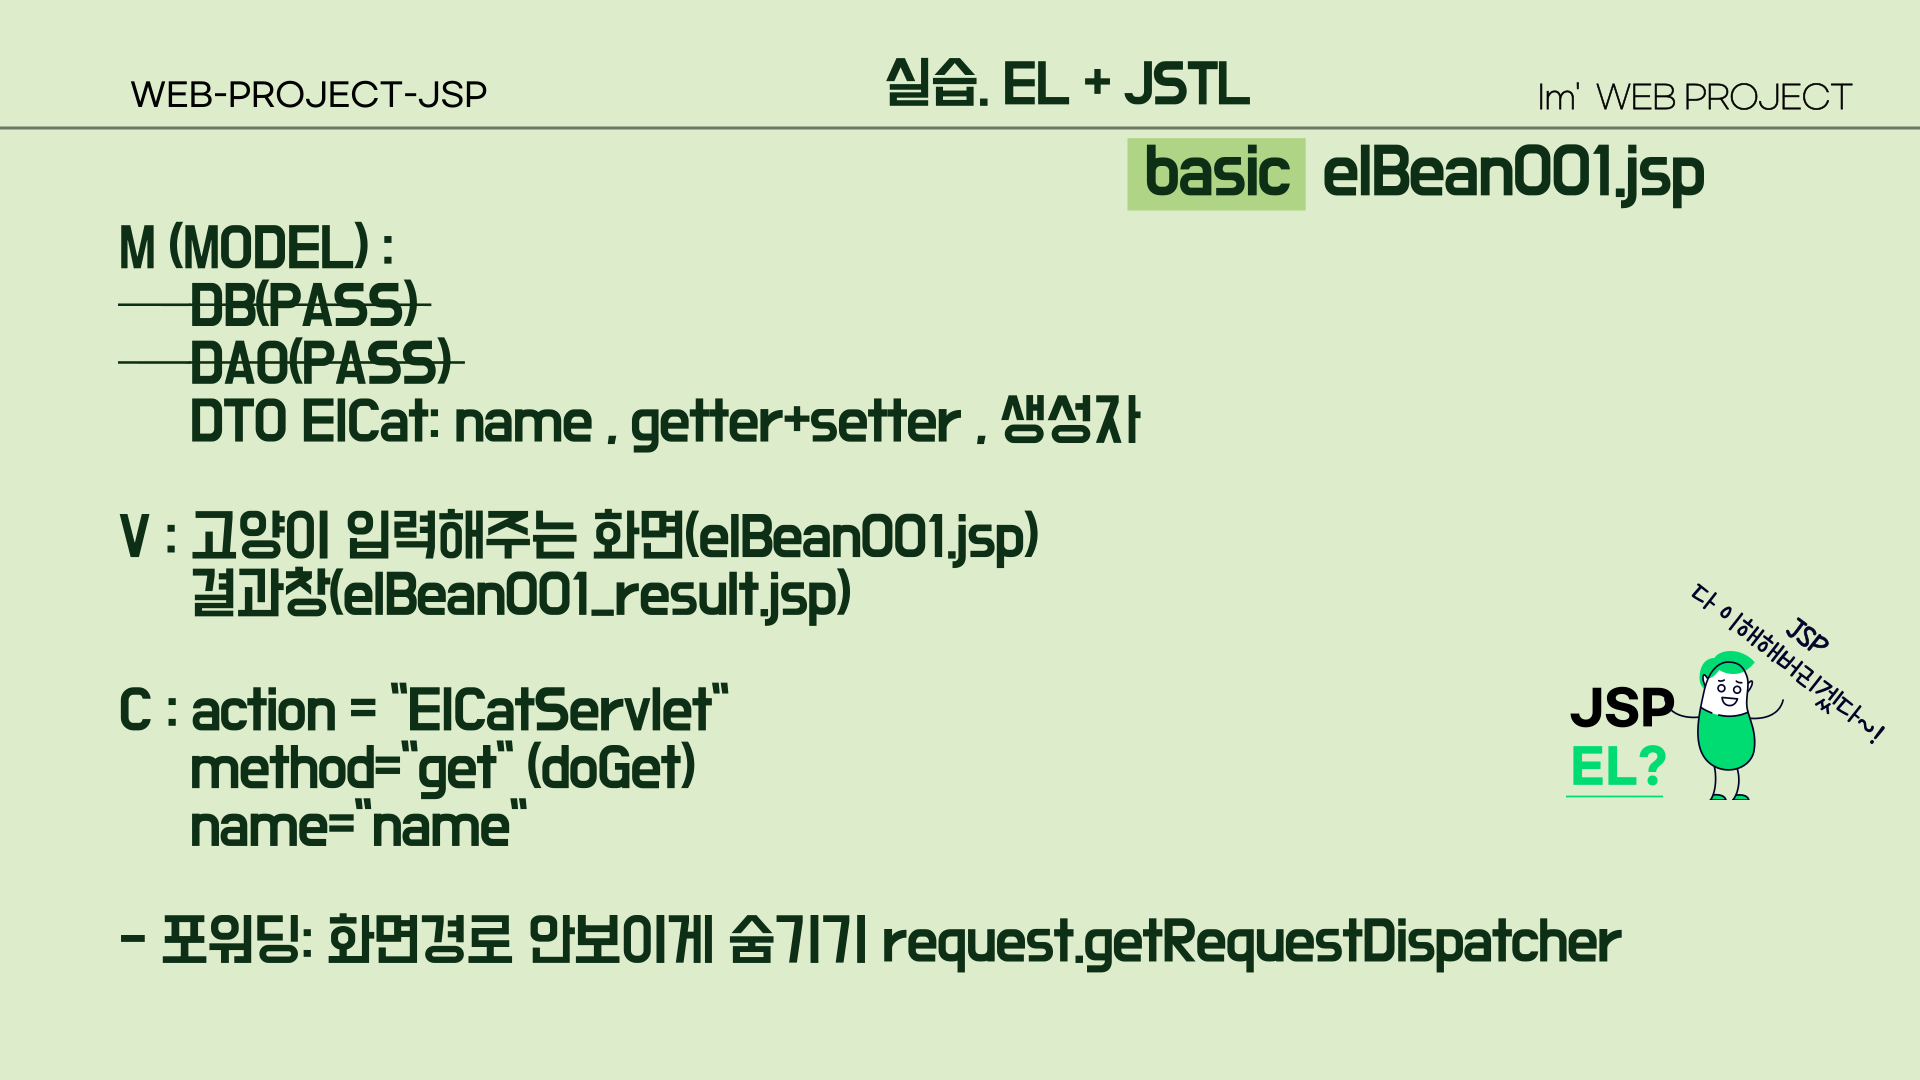 WEB-PROJECT-JSP
실습. EL + JSTL
Im' WEB PROJECT
basic elBean001.jsp
M (MODEL) :
DB(PASS)
DAO(PASS)
DTO ElCat: name , getter+setter , 생성자
V : 고양이 입력해주는 화면(elBean001.jsp)
결과창(elBean001_result.jsp)
C : action = "ElCatServlet"
method="get" (doGet)
name="name"
- 포워딩: 화면경로 안보이게 숨기기 request.getRequestDispatcher
JSP
다 이해해버리겠다~!
JSP
EL?